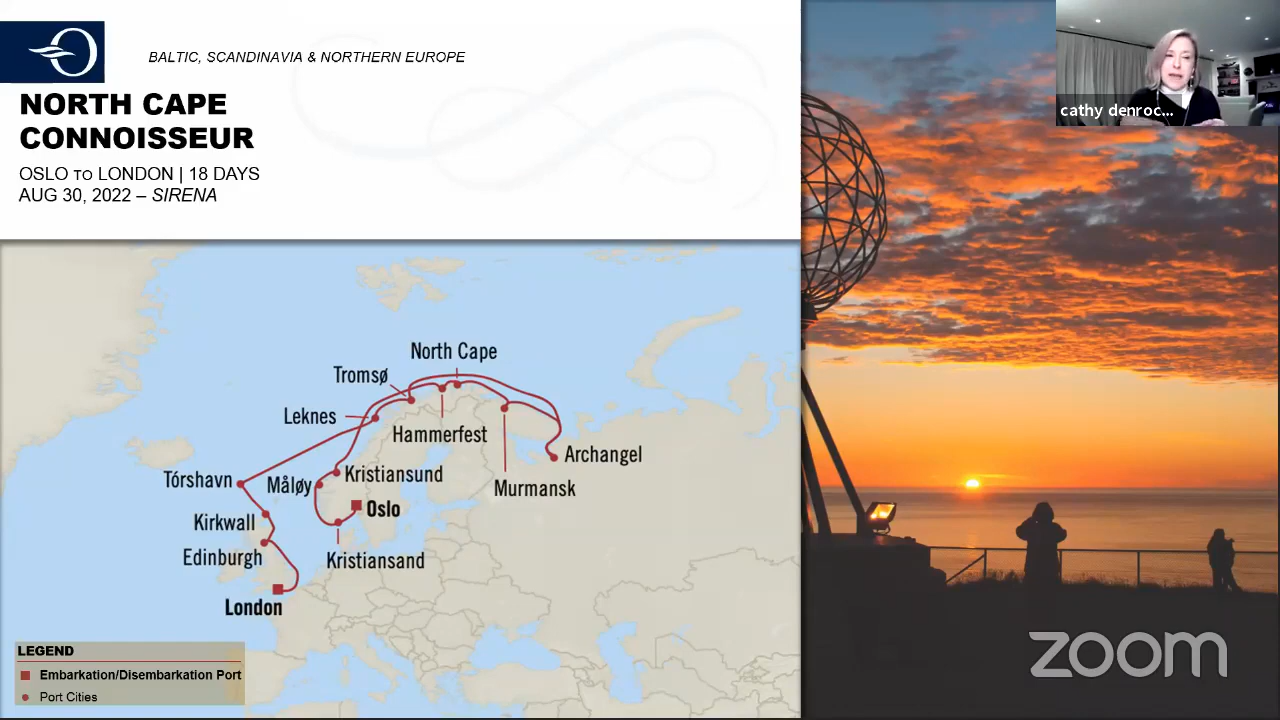 BALTIC, SCANDINAVIA & NORTHERN EUROPE
NORTH CAPE
CONNOISSEUR
OSLO TO LONDON | 18 DAYS
AUG 30, 2022 – SIRENA
cathy denroc...
North Cape
Tromsø
Leknes
Hammerfest
Archangel
Tórshavn
Måløy
Kristiansund
Murmansk
Oslo
Kirkwall
Edinburgh
Kristiansand
London
LEGEND
Embarkation/Disembarkation Port
Port Cities
zoom